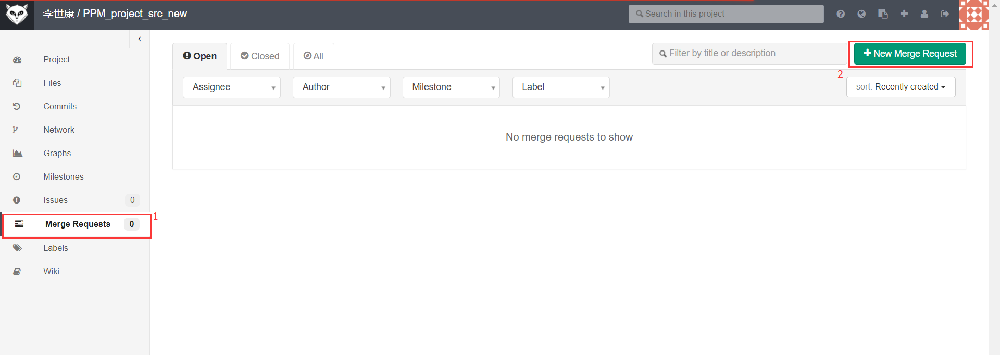 李世康 / PPM_project_src_new
Search in this project
Project
Files
Commits
Network
Graphs
Milestones
Issues 0
Merge Requests 0
1
Labels
Wiki
Open Closed All
Filter by title or description
New Merge Request
2
Assignee Author Milestone Label
sort: Recently created
No merge requests to show